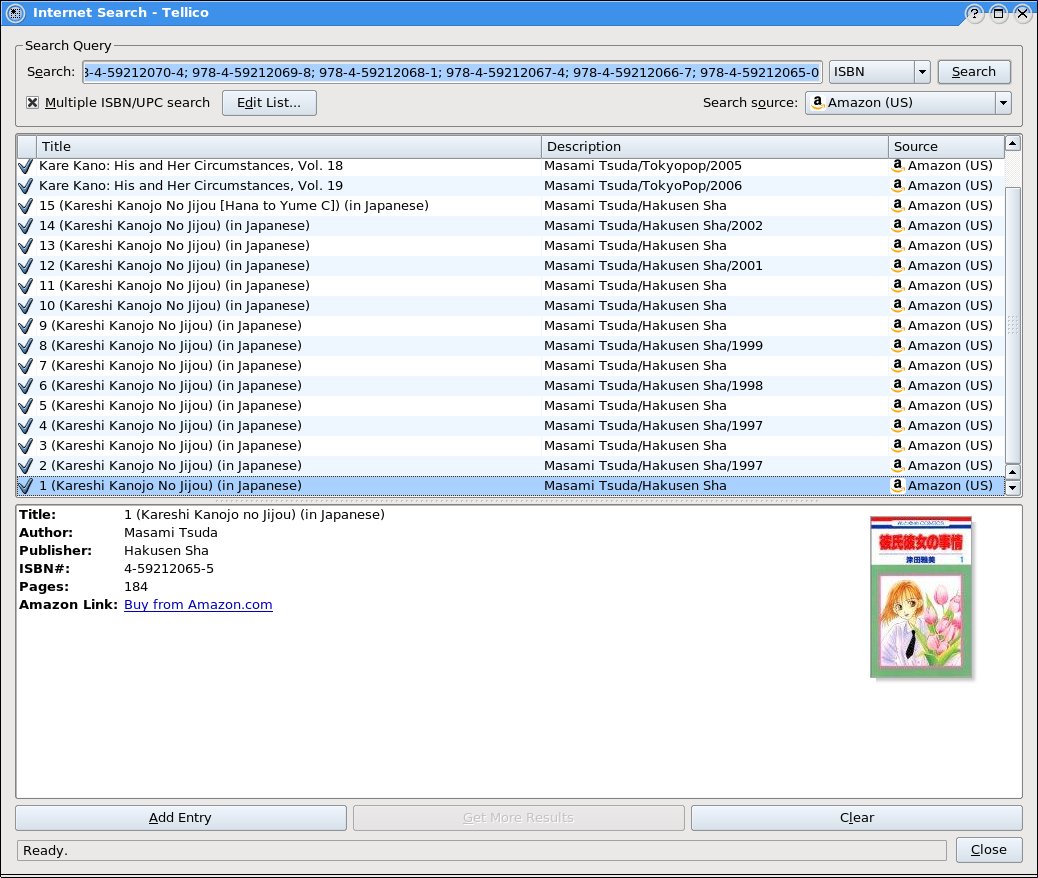 Internet Search - Tellico
Search Query
Search: 3-4-59212070-4; 978-4-59212069-8; 978-4-59212068-1; 978-4-59212067-4; 978-4-59212066-7; 978-4-59212065-0 ISBN Search
Multiple ISBN/UPC search Edit List... Search source: Amazon (US)
Title Description Source
Kare Kano: His and Her Circumstances, Vol. 18 Masami Tsuda/Tokyopop/2005 Amazon (US)
Kare Kano: His and Her Circumstances, Vol. 19 Masami Tsuda/TokyoPop/2006 Amazon (US)
15 (Kareshi Kanojo No Jijou [Hana to Yume C]) (in Japanese) Masami Tsuda/Hakusen Sha Amazon (US)
14 (Kareshi Kanojo No Jijou) (in Japanese) Masami Tsuda/Hakusen Sha/2002 Amazon (US)
13 (Kareshi Kanojo No Jijou) (in Japanese) Masami Tsuda/Hakusen Sha Amazon (US)
12 (Kareshi Kanojo No Jijou) (in Japanese) Masami Tsuda/Hakusen Sha/2001 Amazon (US)
11 (Kareshi Kanojo No Jijou) (in Japanese) Masami Tsuda/Hakusen Sha Amazon (US)
10 (Kareshi Kanojo No Jijou) (in Japanese) Masami Tsuda/Hakusen Sha Amazon (US)
9 (Kareshi Kanojo No Jijou) (in Japanese) Masami Tsuda/Hakusen Sha Amazon (US)
8 (Kareshi Kanojo No Jijou) (in Japanese) Masami Tsuda/Hakusen Sha/1999 Amazon (US)
7 (Kareshi Kanojo No Jijou) (in Japanese) Masami Tsuda/Hakusen Sha Amazon (US)
6 (Kareshi Kanojo No Jijou) (in Japanese) Masami Tsuda/Hakusen Sha/1998 Amazon (US)
5 (Kareshi Kanojo No Jijou) (in Japanese) Masami Tsuda/Hakusen Sha Amazon (US)
4 (Kareshi Kanojo No Jijou) (in Japanese) Masami Tsuda/Hakusen Sha/1997 Amazon (US)
3 (Kareshi Kanojo No Jijou) (in Japanese) Masami Tsuda/Hakusen Sha Amazon (US)
2 (Kareshi Kanojo No Jijou) (in Japanese) Masami Tsuda/Hakusen Sha/1997 Amazon (US)
1 (Kareshi Kanojo No Jijou) (in Japanese) Masami Tsuda/Hakusen Sha Amazon (US)
Title: 1 (Kareshi Kanojo no Jijou) (in Japanese)
Author: Masami Tsuda
Publisher: Hakusen Sha
ISBN#: 4-59212065-5
Pages: 184
Amazon Link: Buy from Amazon.com
彼氏彼女の事情
津田雅美 1
Add Entry Get More Results Clear
Ready. Close